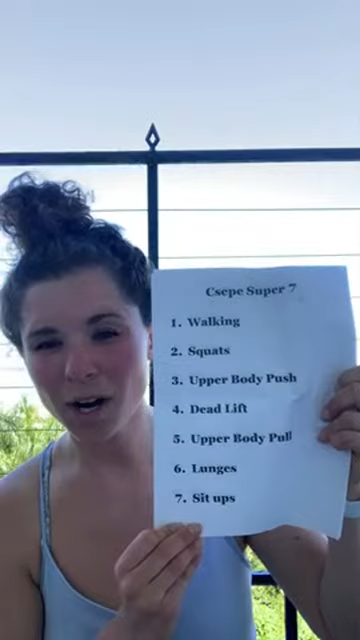 Csepe Super 7
1. Walking
2. Squats
3. Upper Body Push
4. Dead Lift
5. Upper Body Pull
6. Lunges
7. Sit ups